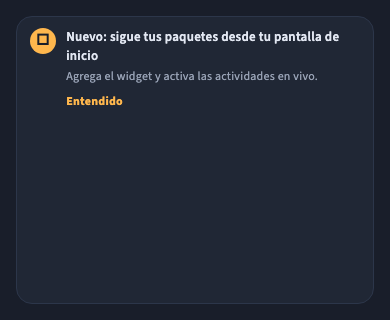 Nuevo: sigue tus paquetes desde tu pantalla de
inicio
Agrega el widget y activa las actividades en vivo.
Entendido